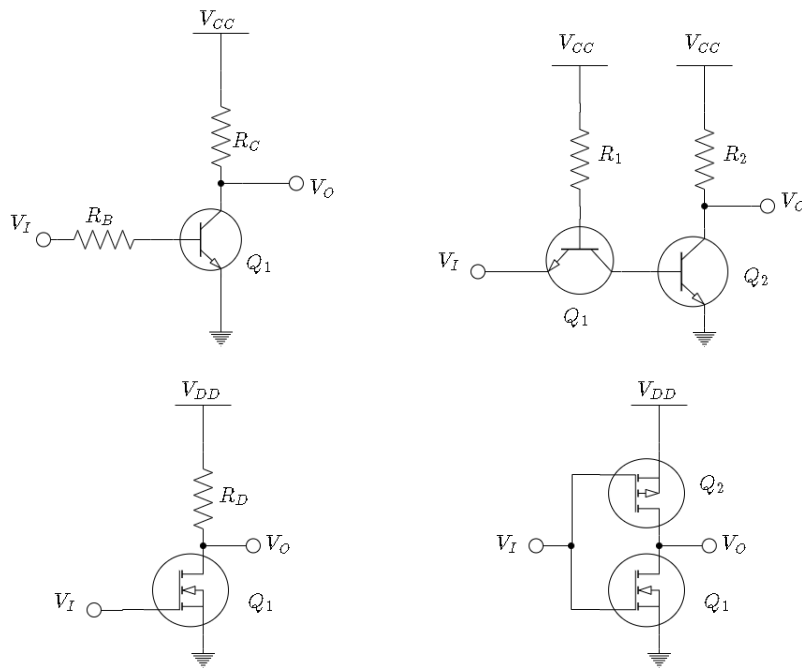 V_CC
R_C
V_O
V_I
R_B
Q_1
V_CC
V_CC
R_1
R_2
V_O
V_I
Q_1
Q_2
V_DD
R_D
V_O
V_I
Q_1
V_DD
Q_2
V_I
V_O
Q_1